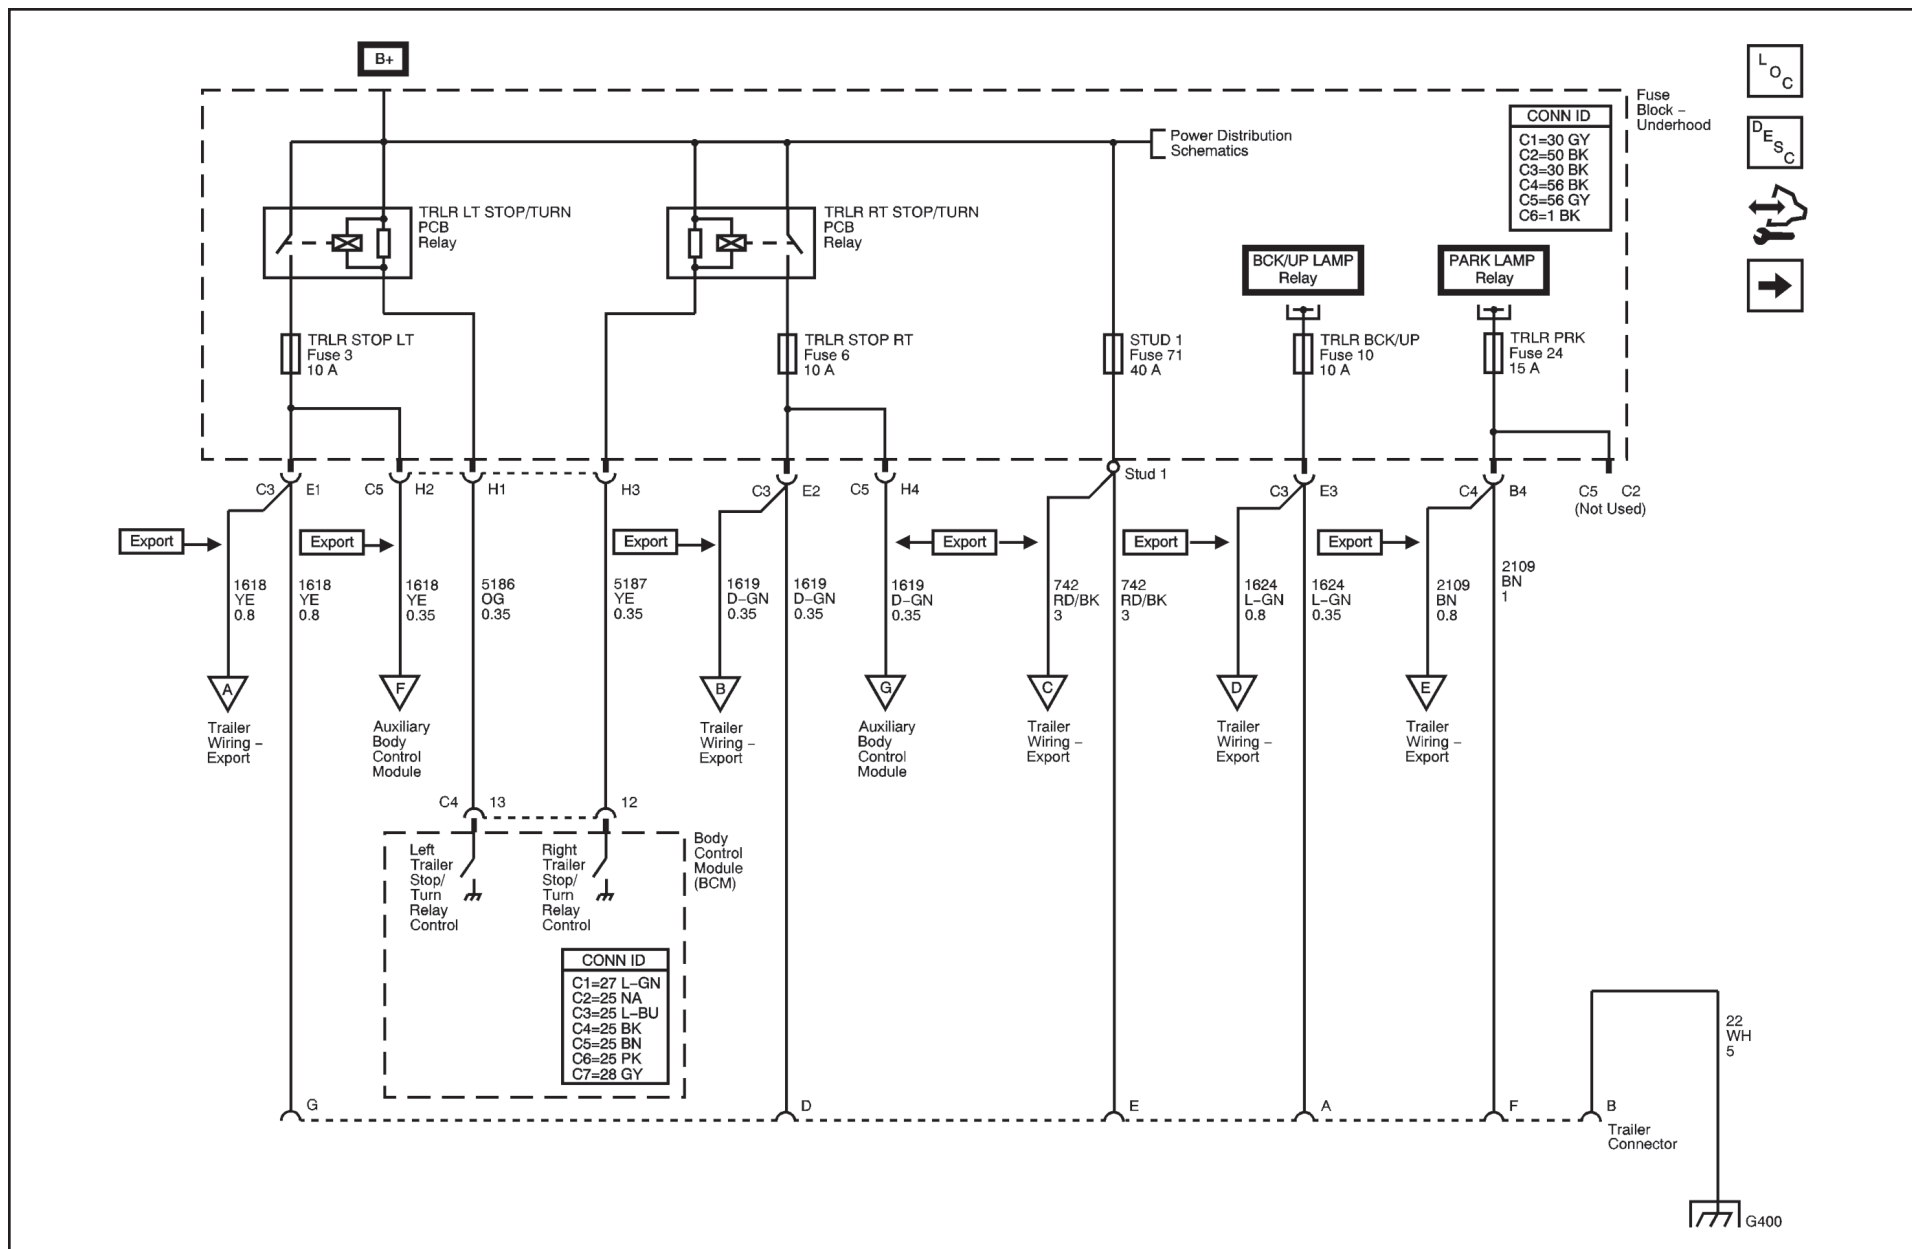 B+
L O C
Fuse
Block –
Underhood
CONN ID
C1=30 GY
C2=50 BK
C3=30 BK
C4=56 BK
C5=56 GY
C6=1 BK
D E S C
Power Distribution
Schematics
TRLR LT STOP/TURN
PCB
Relay
TRLR RT STOP/TURN
PCB
Relay
BCK/UP LAMP
Relay
PARK LAMP
Relay
TRLR STOP LT
Fuse 3
10 A
TRLR STOP RT
Fuse 6
10 A
STUD 1
Fuse 71
40 A
TRLR BCK/UP
Fuse 10
10 A
TRLR PRK
Fuse 24
15 A
C3 E1
C5 H2
H1
H3
C3 E2
C5 H4
Stud 1
C3 E3
C4 B4
C5 C2
(Not Used)
Export
Export
Export
Export
Export
Export
1618
YE
0.8
1618
YE
0.8
1618
YE
0.35
5186
OG
0.35
5187
YE
0.35
1619
D–GN
0.35
1619
D–GN
0.35
1619
D–GN
0.35
742
RD/BK
3
742
RD/BK
3
1624
L–GN
0.8
1624
L–GN
0.35
2109
BN
0.8
2109
BN
1
A
Trailer
Wiring –
Export
F
Auxiliary
Body
Control
Module
B
Trailer
Wiring –
Export
G
Auxiliary
Body
Control
Module
C
Trailer
Wiring –
Export
D
Trailer
Wiring –
Export
E
Trailer
Wiring –
Export
C4 13
12
Left
Trailer
Stop/
Turn
Relay
Control
Right
Trailer
Stop/
Turn
Relay
Control
Body
Control
Module
(BCM)
CONN ID
C1=27 L–GN
C2=25 NA
C3=25 L–BU
C4=25 BK
C5=25 BN
C6=25 PK
C7=28 GY
22
WH
5
G
D
E
A
F
B
Trailer
Connector
G400